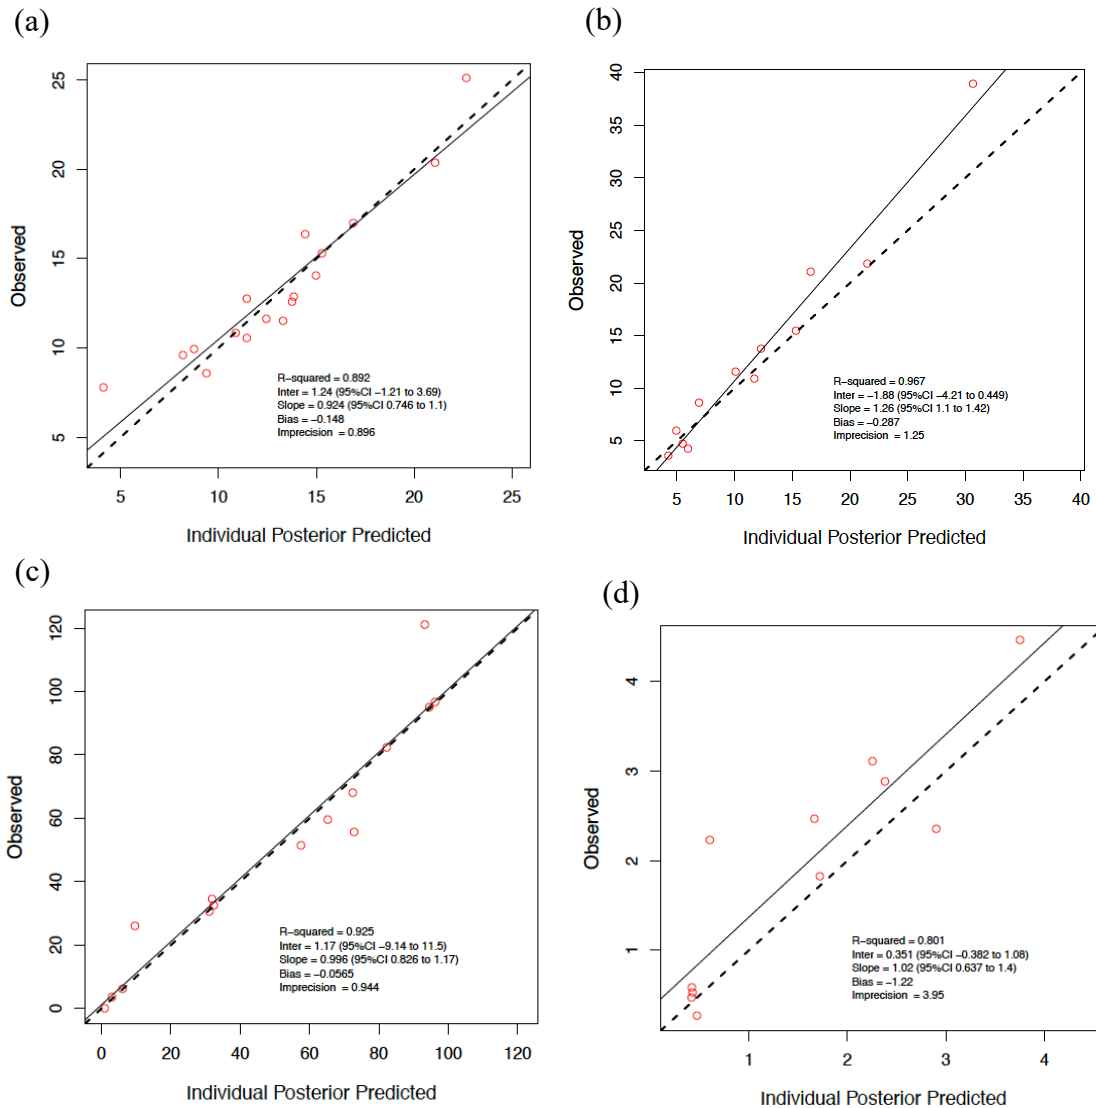 (a)
25
20
15
10
5
Observed
R-squared = 0.892
Inter = 1.24 (95%CI -1.21 to 3.69)
Slope = 0.924 (95%CI 0.746 to 1.1)
Bias = -0.148
Imprecision = 0.896
5 10 15 20 25
Individual Posterior Predicted
(b)
40
35
30
25
20
15
10
5
Observed
R-squared = 0.967
Inter = -1.88 (95%CI -4.21 to 0.449)
Slope = 1.26 (95%CI 1.1 to 1.42)
Bias = -0.287
Imprecision = 1.25
5 10 15 20 25 30 35 40
Individual Posterior Predicted
(c)
120
100
80
60
40
20
0
Observed
R-squared = 0.925
Inter = 1.17 (95%CI -9.14 to 11.5)
Slope = 0.996 (95%CI 0.826 to 1.17)
Bias = -0.0565
Imprecision = 0.944
0 20 40 60 80 100 120
Individual Posterior Predicted
(d)
4
3
2
1
Observed
R-squared = 0.801
Inter = 0.351 (95%CI -0.382 to 1.08)
Slope = 1.02 (95%CI 0.637 to 1.4)
Bias = -1.22
Imprecision = 3.95
1 2 3 4
Individual Posterior Predicted